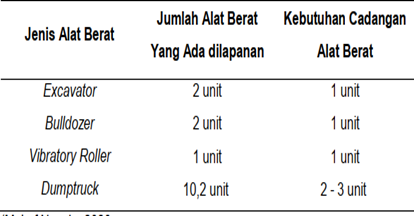 Jenis Alat Berat Jumlah Alat Berat Yang Ada dilapanan Kebutuhan Cadangan Alat Berat
Excavator 2 unit 1 unit
Bulldozer 2 unit 1 unit
Vibratory Roller 1 unit 1 unit
Dumptruck 10,2 unit 2 - 3 unit